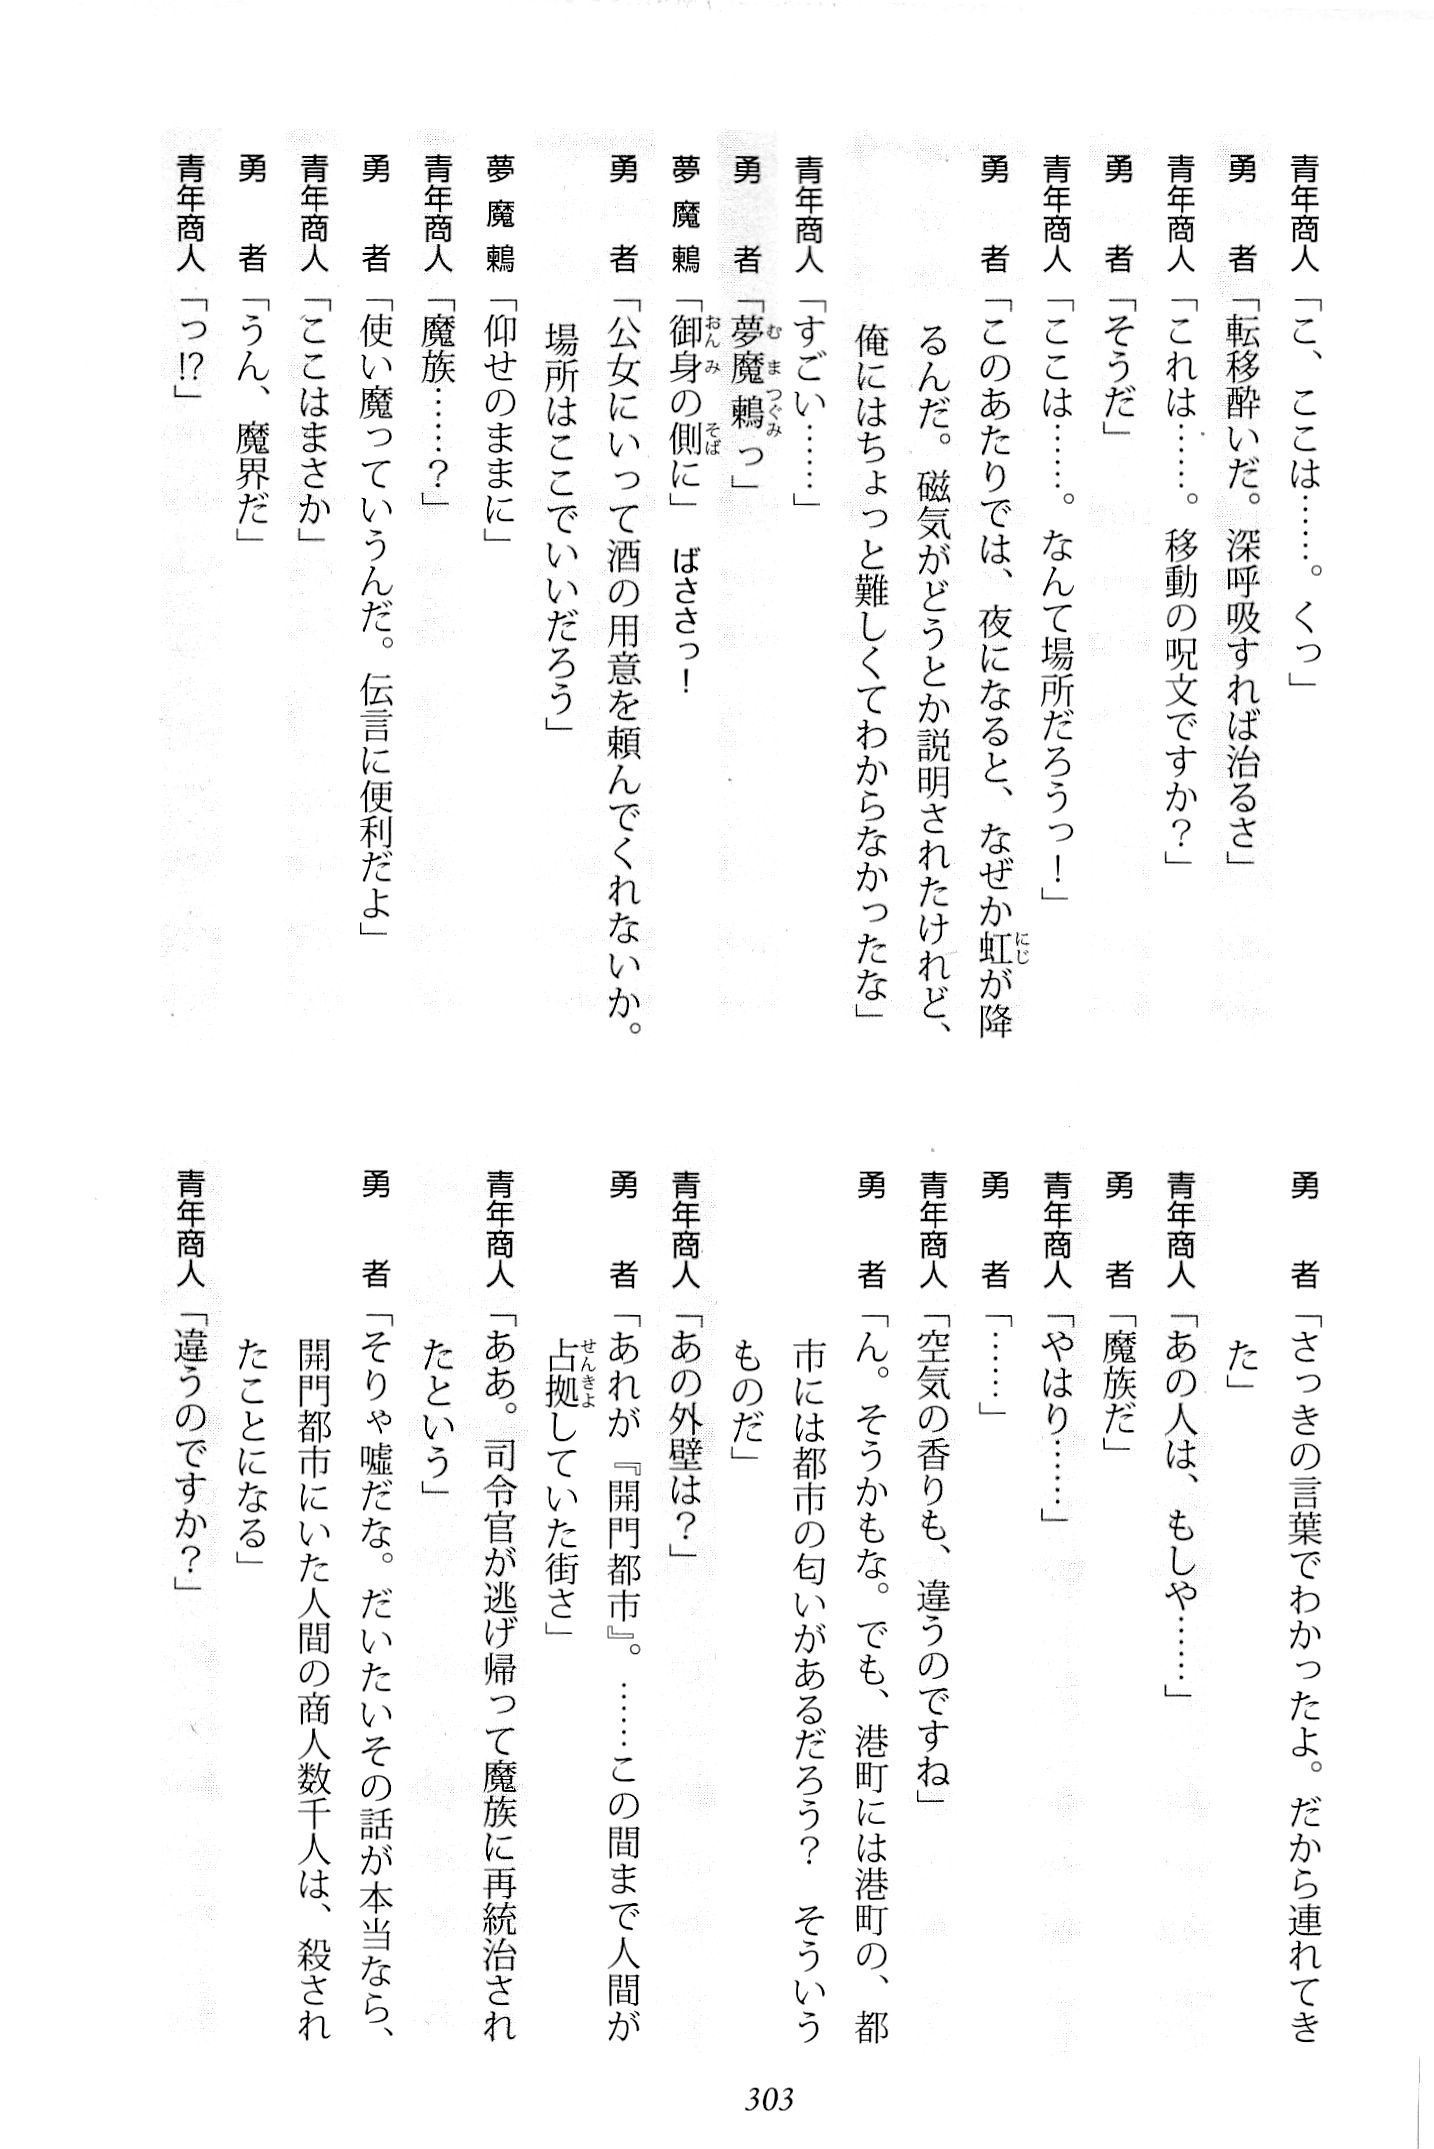 青年商人「こ、ここは……。くっ」
勇者「転移酔いだ。深呼吸すれば治るさ」
青年商人「これは……。移動の呪文ですか？」
勇者「そうだ」
青年商人「ここは……。なんて場所だろうっ！」
勇者「このあたりでは、夜になると、なぜか虹が降
るんだ。磁気がどうとか説明されたけれど、
俺にはちょっと難しくてわからなかったな」
青年商人「すごい……」
勇者「夢魔鶫っ」
夢魔鶫「御身の側に」　ばささっ！
勇者「公女にいって酒の用意を頼んでくれないか。
場所はここでいいだろう」
夢魔鶫「仰せのままに」
青年商人「魔族……？」
勇者「使い魔っていうんだ。伝言に便利だよ」
青年商人「ここはまさか」
勇者「うん、魔界だ」
青年商人「っ!?」
勇者「さっきの言葉でわかったよ。だから連れてき
た」
青年商人「あの人は、もしや……」
勇者「魔族だ」
青年商人「やはり……」
勇者「……」
青年商人「空気の香りも、違うのですね」
勇者「ん。そうかもな。でも、港町には港町の、都
市には都市の匂いがあるだろう？　そういう
ものだ」
青年商人「あの外壁は？」
勇者「あれが『開門都市』。……この間まで人間が
占拠していた街さ」
青年商人「ああ。司令官が逃げ帰って魔族に再統治され
たという」
勇者「そりゃ嘘だな。だいたいその話が本当なら、
開門都市にいた人間の商人数千人は、殺され
たことになる」
青年商人「違うのですか？」
303